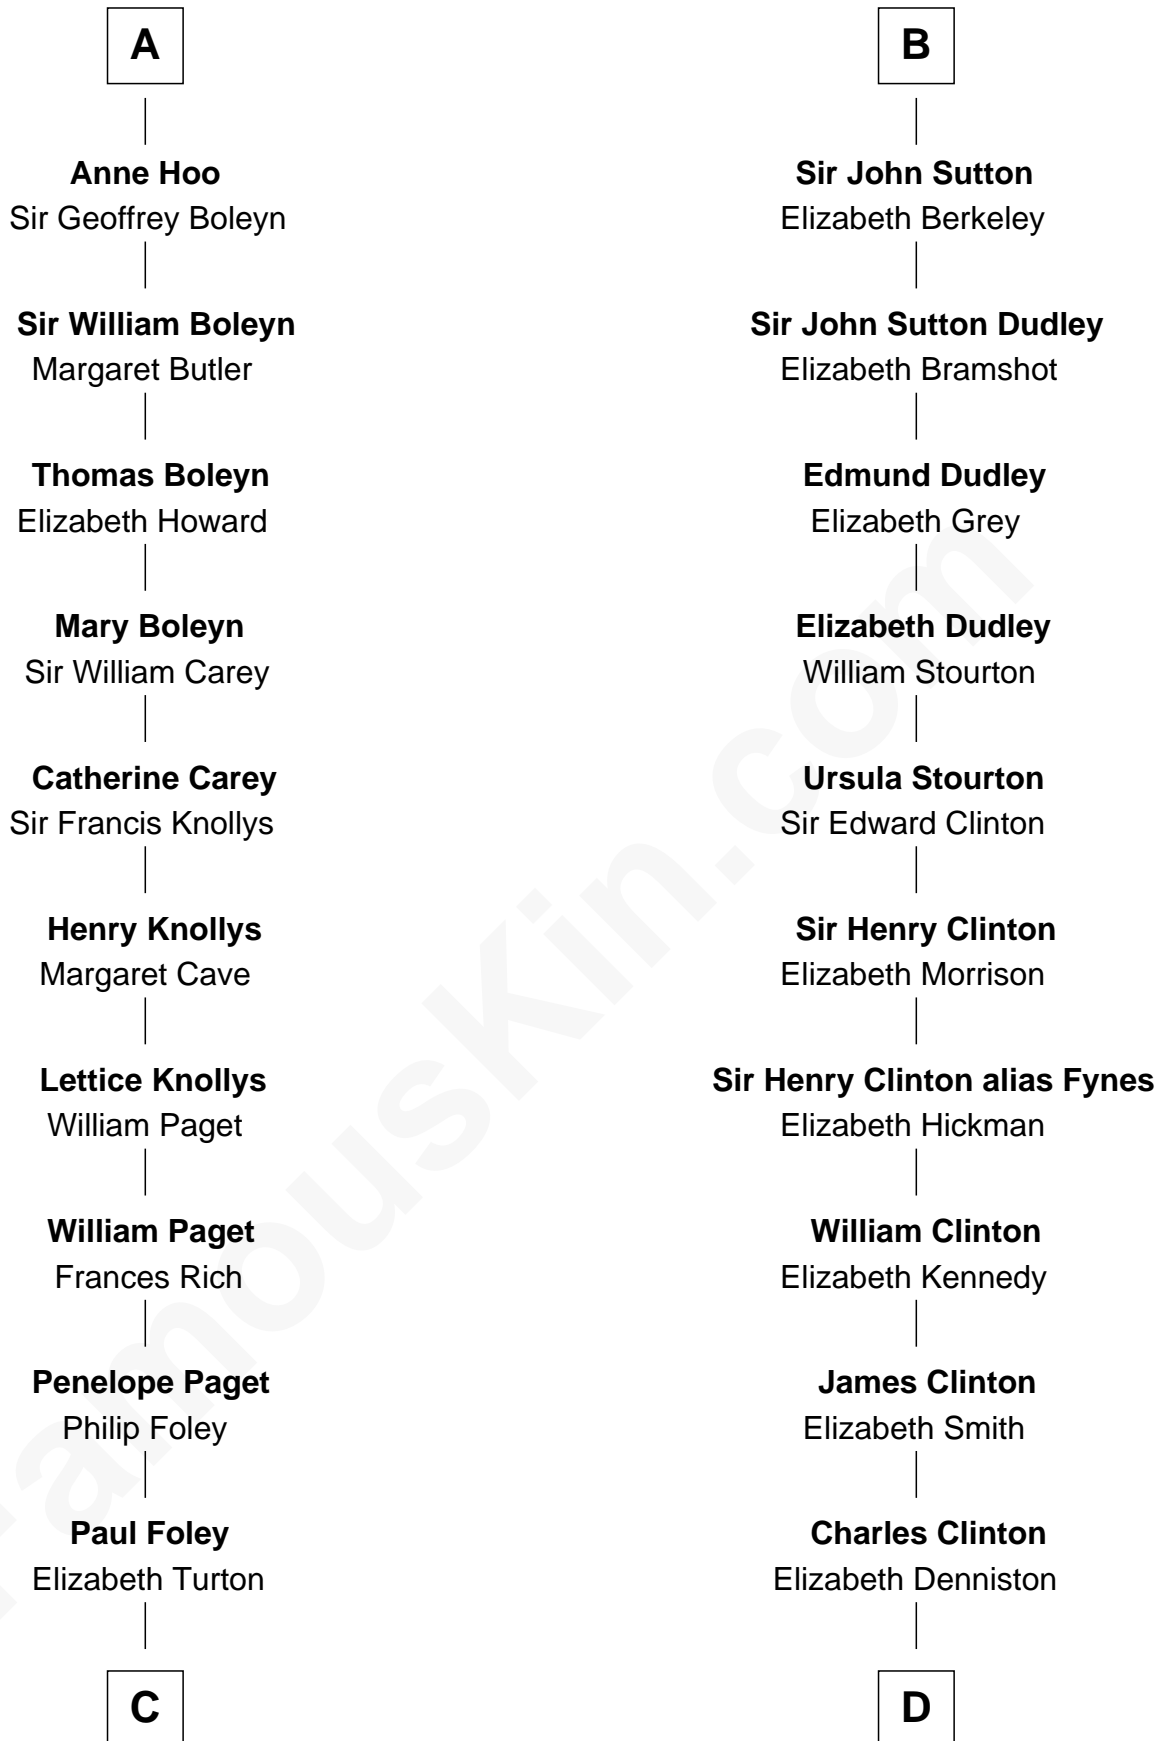 A
Anne Hoo
Sir Geoffrey Boleyn
Sir William Boleyn
Margaret Butler
Thomas Boleyn
Elizabeth Howard
Mary Boleyn
Sir William Carey
Catherine Carey
Sir Francis Knollys
Henry Knollys
Margaret Cave
Lettice Knollys
William Paget
William Paget
Frances Rich
Penelope Paget
Philip Foley
Paul Foley
Elizabeth Turton
C
B
Sir John Sutton
Elizabeth Berkeley
Sir John Sutton Dudley
Elizabeth Bramshot
Edmund Dudley
Elizabeth Grey
Elizabeth Dudley
William Stourton
Ursula Stourton
Sir Edward Clinton
Sir Henry Clinton
Elizabeth Morrison
Sir Henry Clinton alias Fynes
Elizabeth Hickman
William Clinton
Elizabeth Kennedy
James Clinton
Elizabeth Smith
Charles Clinton
Elizabeth Denniston
D
FamousKin.com